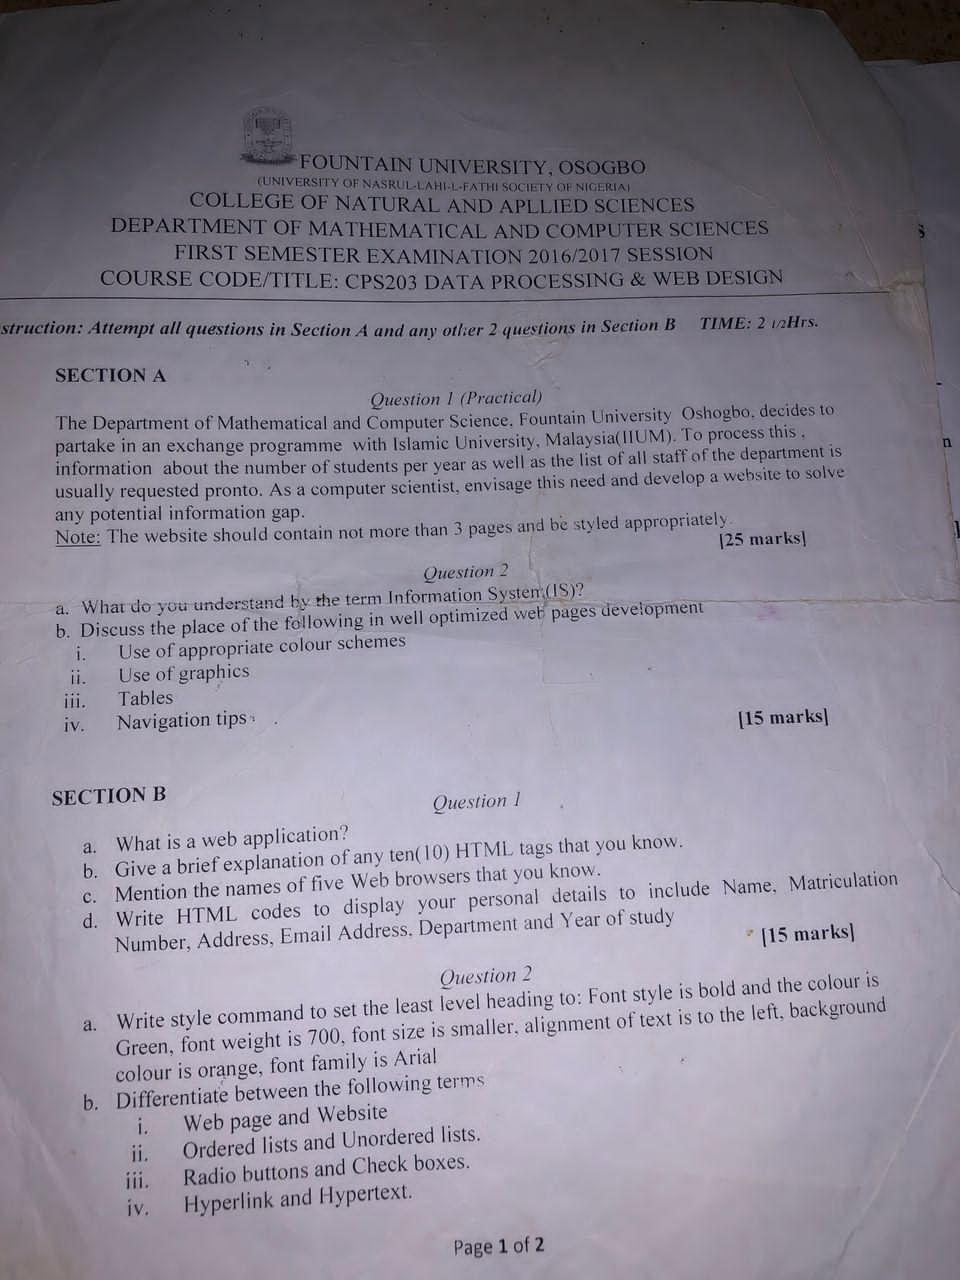 FOUNTAIN UNIVERSITY, OSOGBO
(UNIVERSITY OF NASRUL-LAHI-L-FATHI SOCIETY OF NIGERIA)
COLLEGE OF NATURAL AND APLLIED SCIENCES
DEPARTMENT OF MATHEMATICAL AND COMPUTER SCIENCES
FIRST SEMESTER EXAMINATION 2016/2017 SESSION
COURSE CODE/TITLE: CPS203 DATA PROCESSING & WEB DESIGN
struction: Attempt all questions in Section A and any other 2 questions in Section B TIME: 2 1/2Hrs.
SECTION A
Question 1 (Practical)
The Department of Mathematical and Computer Science, Fountain University Oshogbo, decides to
partake in an exchange programme with Islamic University, Malaysia(IIUM). To process this ,
information about the number of students per year as well as the list of all staff of the department is
usually requested pronto. As a computer scientist, envisage this need and develop a website to solve
any potential information gap.
Note: The website should contain not more than 3 pages and be styled appropriately.
[25 marks]
Question 2
a. What do you understand by the term Information System(IS)?
b. Discuss the place of the following in well optimized web pages development
i. Use of appropriate colour schemes
ii. Use of graphics
iii. Tables
iv. Navigation tips
[15 marks]
SECTION B
Question 1
a. What is a web application?
b. Give a brief explanation of any ten(10) HTML tags that you know.
c. Mention the names of five Web browsers that you know.
d. Write HTML codes to display your personal details to include Name, Matriculation
Number, Address, Email Address, Department and Year of study
[15 marks]
Question 2
a. Write style command to set the least level heading to: Font style is bold and the colour is
Green, font weight is 700, font size is smaller, alignment of text is to the left, background
colour is orange, font family is Arial
b. Differentiate between the following terms
i. Web page and Website
ii. Ordered lists and Unordered lists.
iii. Radio buttons and Check boxes.
iv. Hyperlink and Hypertext.
Page 1 of 2